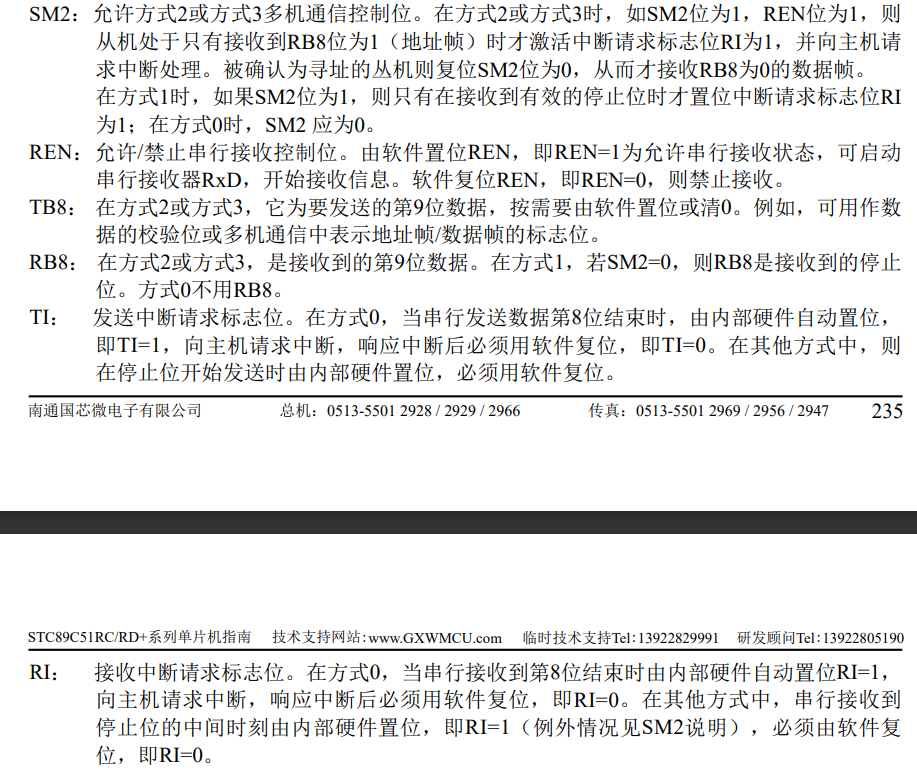 SM2：允许方式2或方式3多机通信控制位。在方式2或方式3时，如SM2位为1，REN位为1，则
从机处于只有接收到RB8位为1（地址帧）时才激活中断请求标志位RI为1，并向主机请
求中断处理。被确认为寻址的丛机则复位SM2位为0，从而才接收RB8为0的数据帧。
在方式1时，如果SM2位为1，则只有在接收到有效的停止位时才置位中断请求标志位RI
为1；在方式0时，SM2 应为0。
REN：允许/禁止串行接收控制位。由软件置位REN，即REN=1为允许串行接收状态，可启动
串行接收器RxD，开始接收信息。软件复位REN，即REN=0，则禁止接收。
TB8： 在方式2或方式3，它为要发送的第9位数据，按需要由软件置位或清0。例如，可用作数
据的校验位或多机通信中表示地址帧/数据帧的标志位。
RB8： 在方式2或方式3，是接收到的第9位数据。在方式1，若SM2=0，则RB8是接收到的停止
位。方式0不用RB8。
TI： 发送中断请求标志位。在方式0，当串行发送数据第8位结束时，由内部硬件自动置位，
即TI=1，向主机请求中断，响应中断后必须用软件复位，即TI=0。在其他方式中，则
在停止位开始发送时由内部硬件置位，必须用软件复位。
南通国芯微电子有限公司 总机：0513-5501 2928 / 2929 / 2966 传真：0513-5501 2969 / 2956 / 2947 235
STC89C51RC/RD+系列单片机指南 技术支持网站：www.GXWMCU.com 临时技术支持Tel：13922829991 研发顾问Tel：13922805190
RI： 接收中断请求标志位。在方式0，当串行接收到第8位结束时由内部硬件自动置位RI=1，
向主机请求中断，响应中断后必须用软件复位，即RI=0。在其他方式中，串行接收到
停止位的中间时刻由内部硬件置位，即RI=1（例外情况见SM2说明），必须由软件复
位，即RI=0。